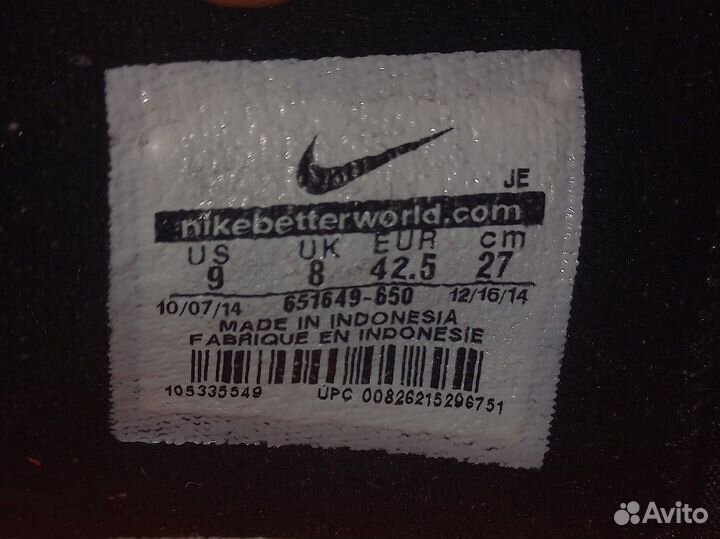 JE
nikebetterworld.com
US UK EUR cm
9 8 42.5 27
10/07/14 651649-650 12/16/14
MADE IN INDONESIA
FABRIQUE EN INDONESIE
105335549 UPC 00826215296751
Avito